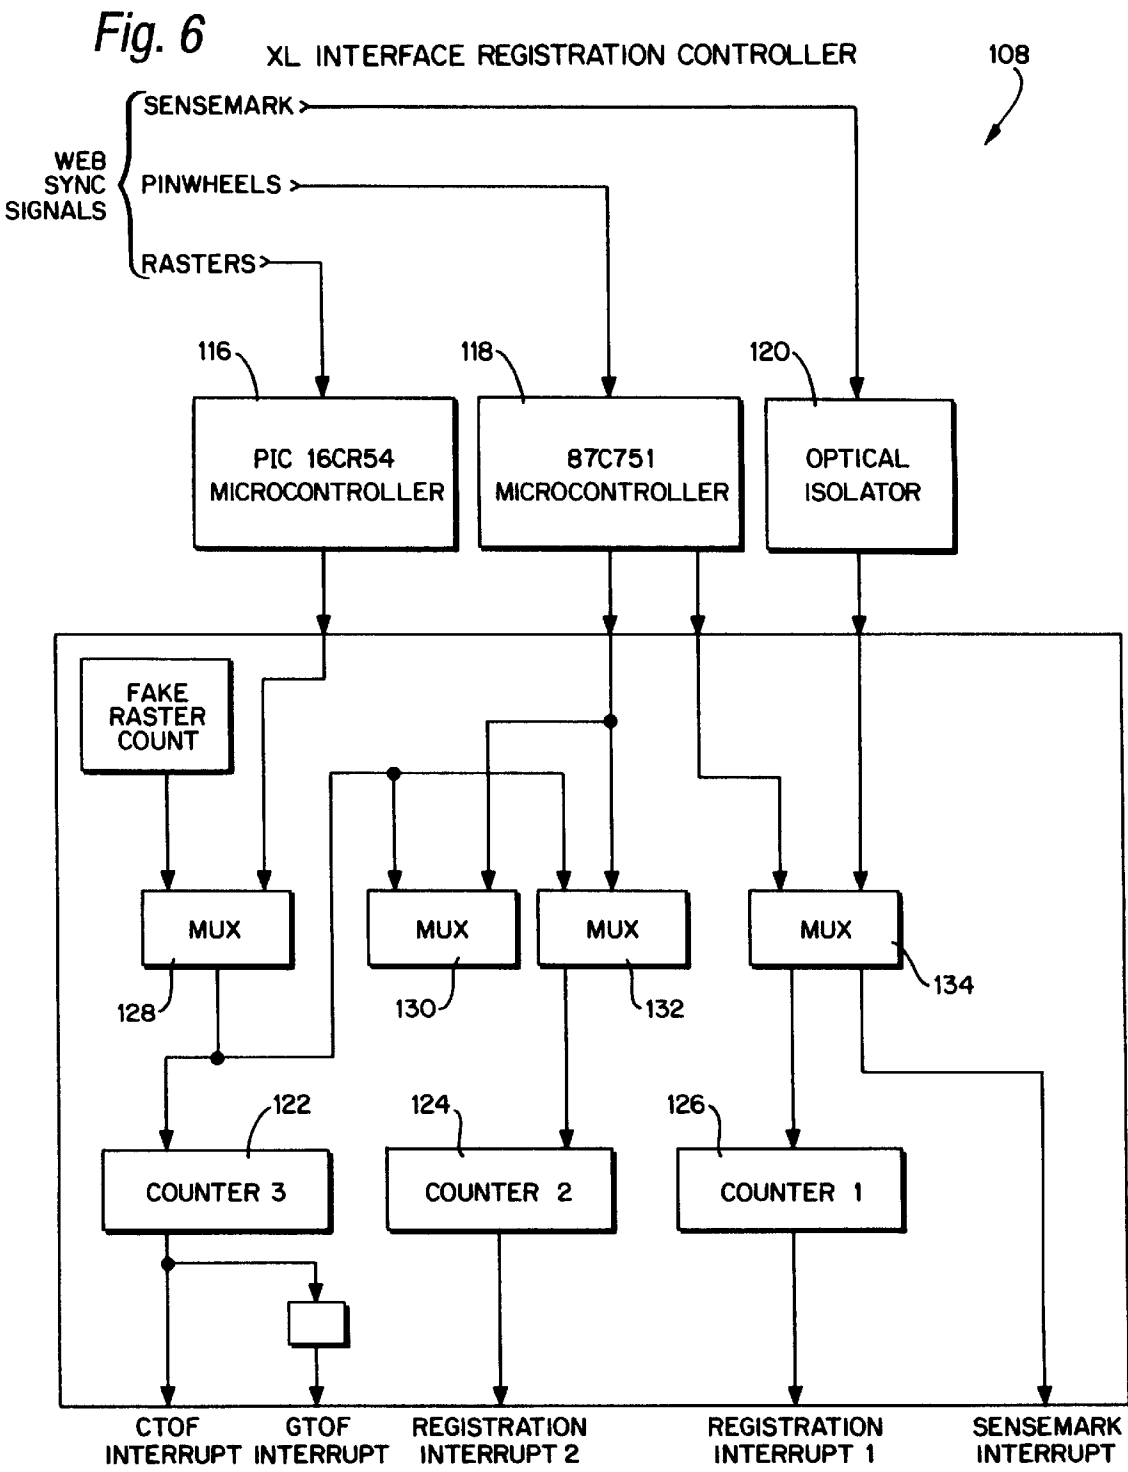 Fig. 6
XL INTERFACE REGISTRATION CONTROLLER
108
SENSEMARK
WEB
SYNC
SIGNALS
PINWHEELS
RASTERS
116
118
120
PIC 16CR54
MICROCONTROLLER
87C751
MICROCONTROLLER
OPTICAL
ISOLATOR
FAKE
RASTER
COUNT
MUX
MUX
MUX
MUX
128
130
132
134
122
124
126
COUNTER 3
COUNTER 2
COUNTER 1
CTOF
INTERRUPT
GTOF
INTERRUPT
REGISTRATION
INTERRUPT 2
REGISTRATION
INTERRUPT 1
SENSEMARK
INTERRUPT